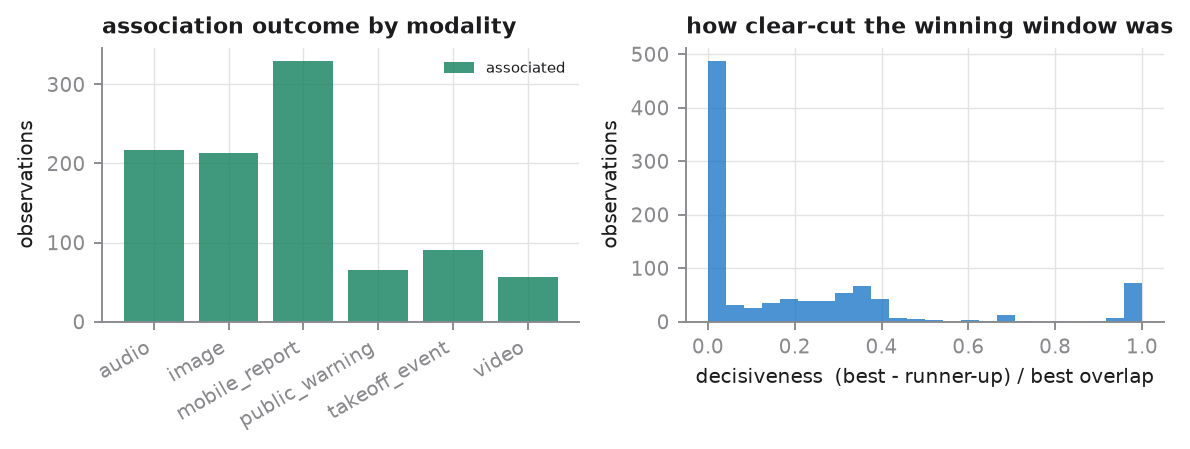 association outcome by modality
observations
300
200
100
0
associated
audio
image
mobile_report
public_warning
takeoff_event
video
how clear-cut the winning window was
observations
500
400
300
200
100
0
0.0 0.2 0.4 0.6 0.8 1.0
decisiveness  (best - runner-up) / best overlap